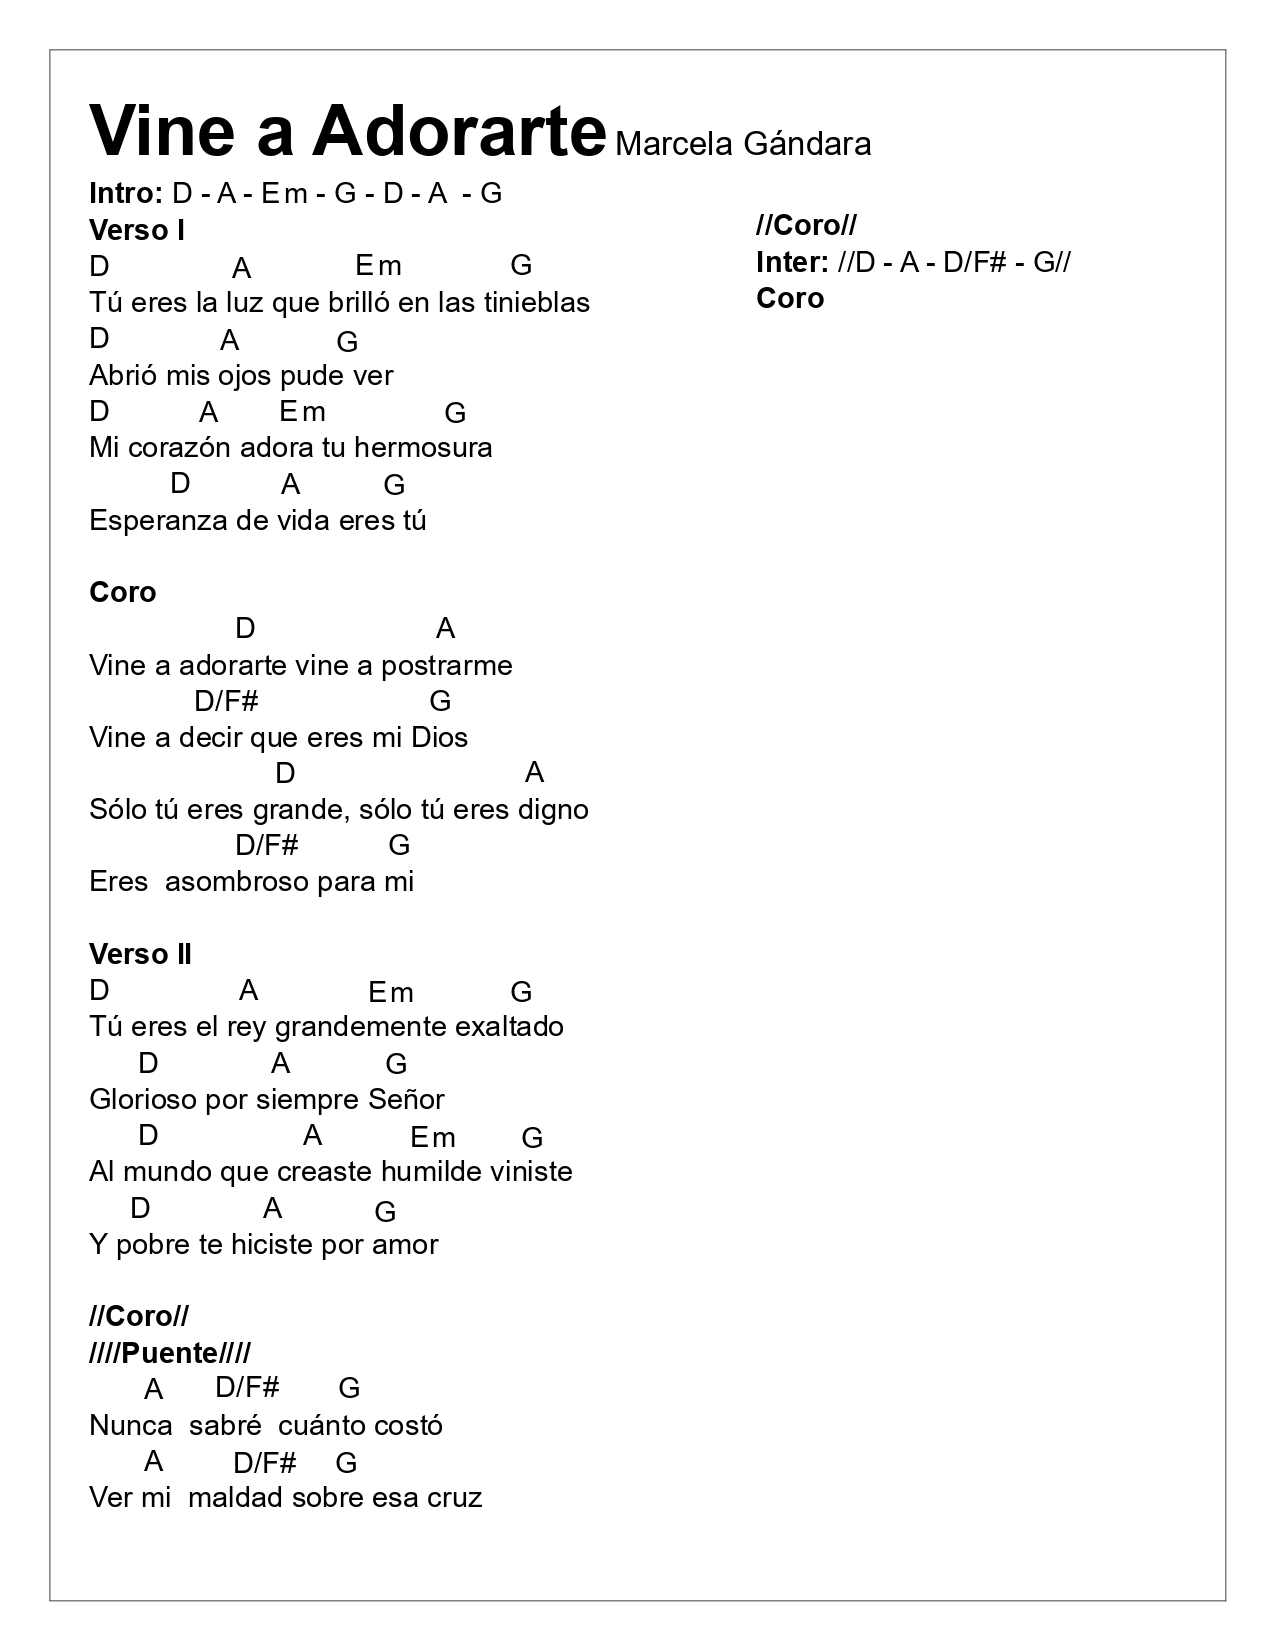 Vine a Adorarte Marcela Gándara
Intro: D - A - Em - G - D - A  - G
Verso I
D A Em G
Tú eres la luz que brilló en las tinieblas
D A G
Abrió mis ojos pude ver
D A Em G
Mi corazón adora tu hermosura
D A G
Esperanza de vida eres tú
Coro
D A
Vine a adorarte vine a postrarme
D/F# G
Vine a decir que eres mi Dios
D A
Sólo tú eres grande, sólo tú eres digno
D/F# G
Eres  asombroso para mi
Verso II
D A Em G
Tú eres el rey grandemente exaltado
D A G
Glorioso por siempre Señor
D A Em G
Al mundo que creaste humilde viniste
D A G
Y pobre te hiciste por amor
//Coro//
////Puente////
A D/F# G
Nunca  sabré  cuánto costó
A D/F# G
Ver mi  maldad sobre esa cruz
//Coro//
Inter: //D - A - D/F# - G//
Coro